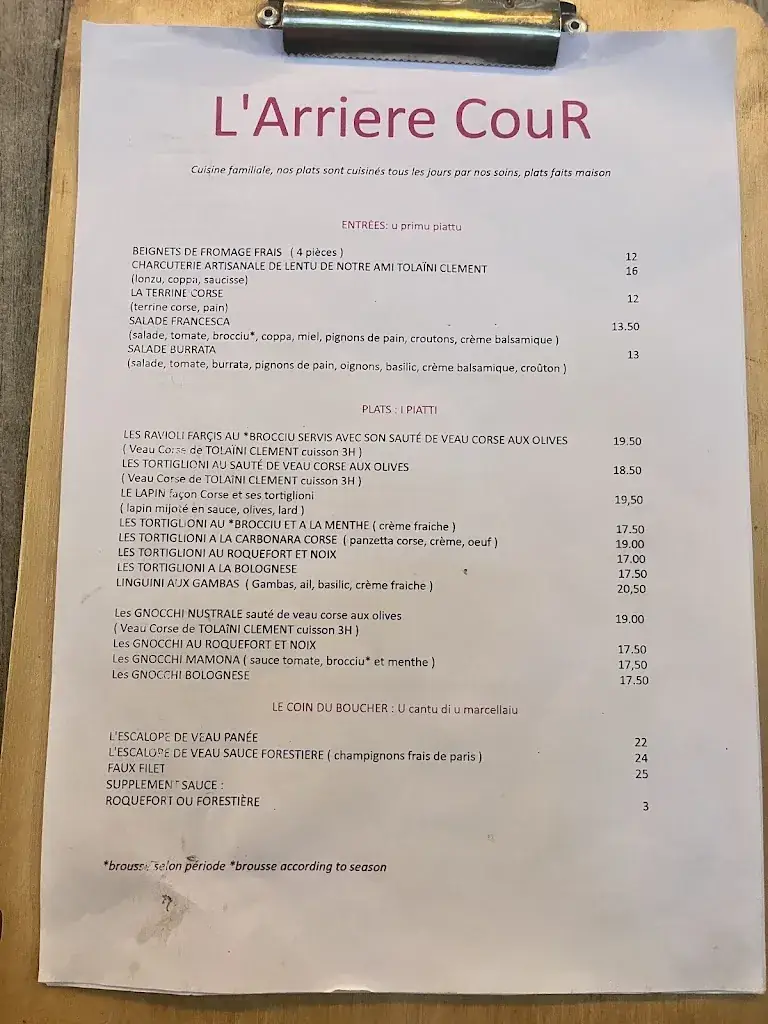 L'Arriere CouR
Cuisine familiale, nos plats sont cuisinés tous les jours par nos soins, plats faits maison
ENTRÉES: u primu piattu
BEIGNETS DE FROMAGE FRAIS ( 4 pièces ) 12
CHARCUTERIE ARTISANALE DE LENTU DE NOTRE AMI TOLAÏNI CLEMENT 16
(lonzu, coppa, saucisse)
LA TERRINE CORSE 12
(terrine corse, pain)
SALADE FRANCESCA 13.50
(salade, tomate, brocciu*, coppa, miel, pignons de pain, croutons, crème balsamique )
SALADE BURRATA 13
(salade, tomate, burrata, pignons de pain, oignons, basilic, crème balsamique, croûton )
PLATS : I PIATTI
LES RAVIOLI FARÇIS AU *BROCCIU SERVIS AVEC SON SAUTÉ DE VEAU CORSE AUX OLIVES 19.50
( Veau Corse de TOLAÏNI CLEMENT cuisson 3H )
LES TORTIGLIONI AU SAUTÉ DE VEAU CORSE AUX OLIVES 18.50
( Veau Corse de TOLAÏNI CLEMENT cuisson 3H )
LE LAPIN façon Corse et ses tortiglioni 19,50
( lapin mijoté en sauce, olives, lard )
LES TORTIGLIONI AU *BROCCIU ET A LA MENTHE ( crème fraiche ) 17.50
LES TORTIGLIONI A LA CARBONARA CORSE ( panzetta corse, crème, oeuf ) 19.00
LES TORTIGLIONI AU ROQUEFORT ET NOIX 17.00
LES TORTIGLIONI A LA BOLOGNESE 17.50
LINGUINI AUX GAMBAS ( Gambas, ail, basilic, crème fraiche ) 20,50
Les GNOCCHI NUSTRALE sauté de veau corse aux olives 19.00
( Veau Corse de TOLAÏNI CLEMENT cuisson 3H )
Les GNOCCHI AU ROQUEFORT ET NOIX 17.50
Les GNOCCHI MAMONA ( sauce tomate, brocciu* et menthe ) 17,50
Les GNOCCHI BOLOGNESE 17.50
LE COIN DU BOUCHER : U cantu di u marcellaiu
L'ESCALOPE DE VEAU PANÉE 22
L'ESCALOPE DE VEAU SAUCE FORESTIERE ( champignons frais de paris ) 24
FAUX FILET 25
SUPPLEMENT SAUCE :
ROQUEFORT OU FORESTIÈRE 3
*brousse selon période *brousse according to season